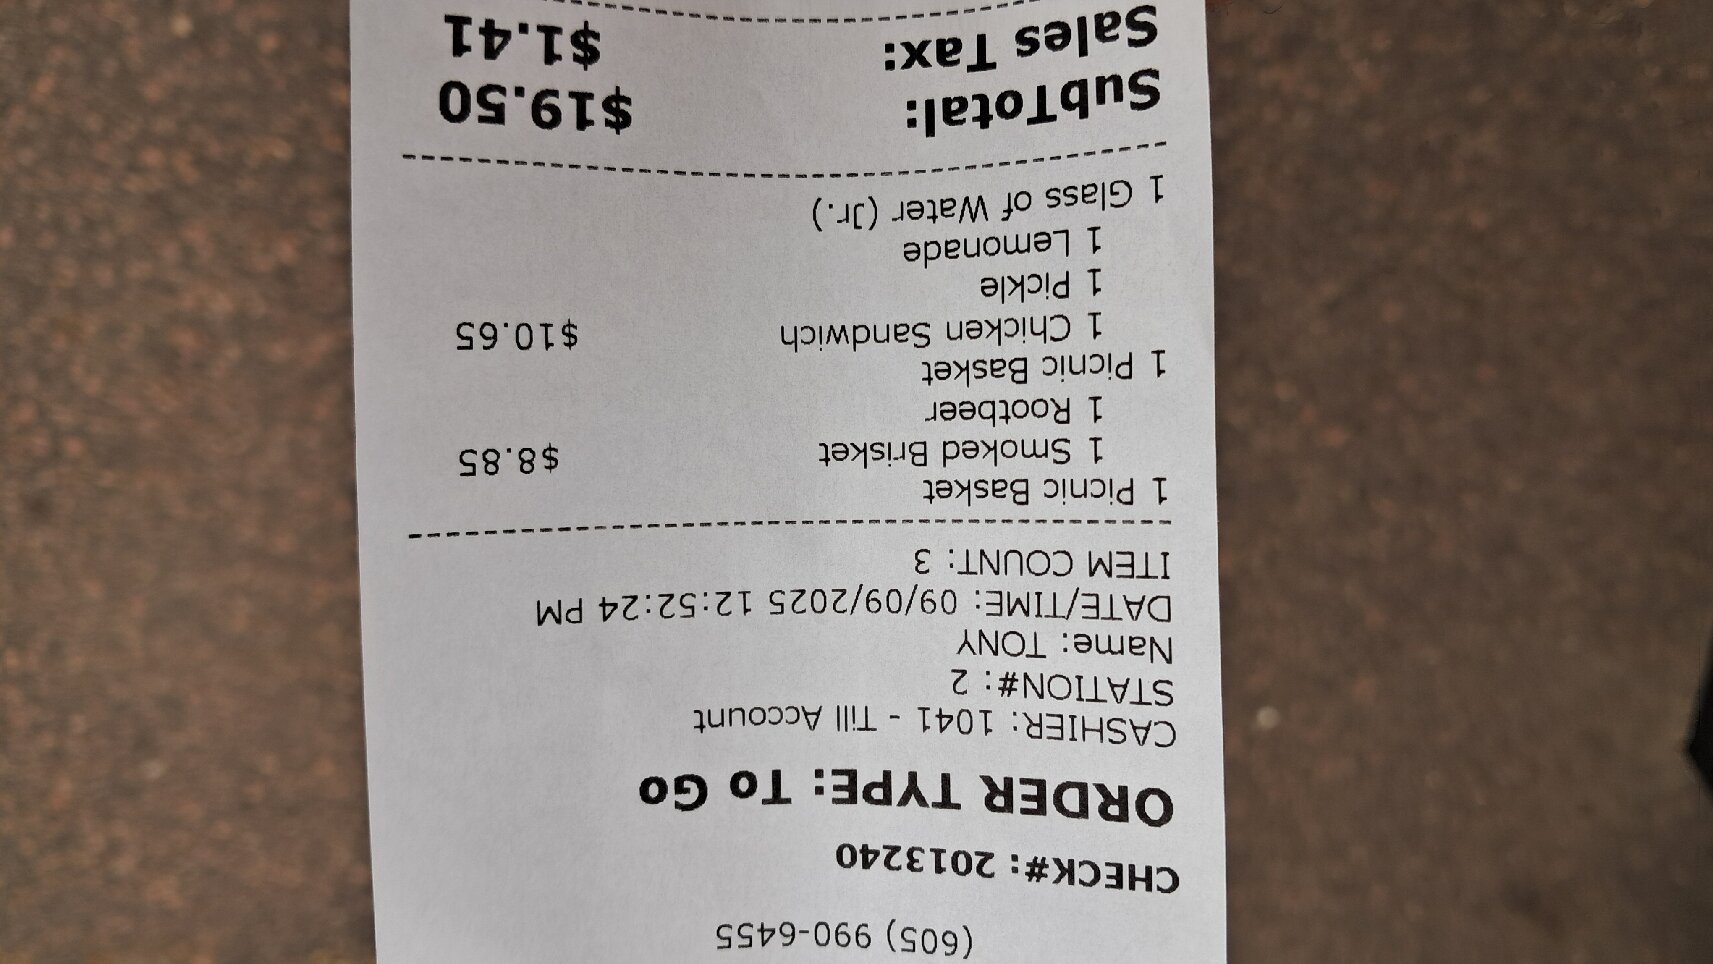 (605) 990-6455
CHECK#: 2013240
ORDER TYPE: To Go
CASHIER: 1041 - Till Account
STATION#: 2
Name: TONY
DATE/TIME: 09/09/2025 12:52:24 PM
ITEM COUNT: 3
1 Picnic Basket
1 Smoked Brisket $8.85
1 Rootbeer
1 Picnic Basket
1 Chicken Sandwich $10.65
1 Pickle
1 Lemonade
1 Glass of Water (Jr.)
SubTotal: $19.50
Sales Tax: $1.41